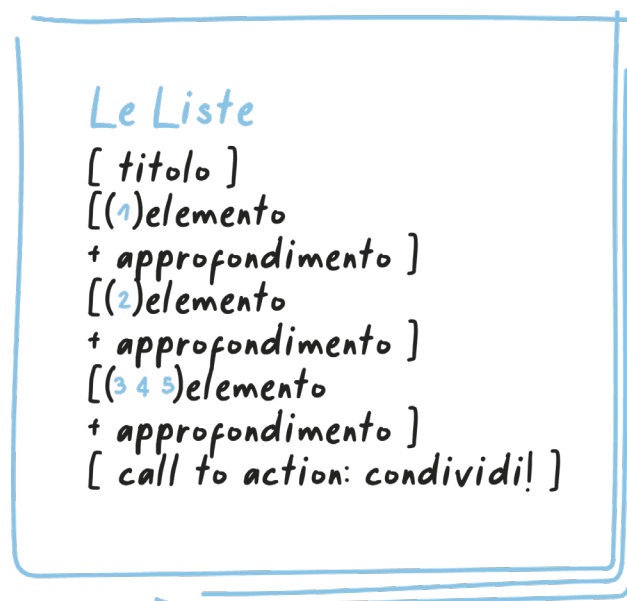 Le Liste
[ titolo ]
[(1)elemento
+ approfondimento ]
[(2)elemento
+ approfondimento ]
[(3 4 5)elemento
+ approfondimento ]
[ call to action: condividi! ]